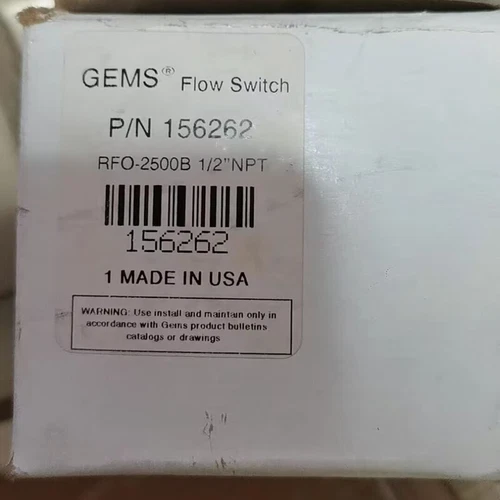 GEMS® Flow Switch
P/N 156262
RFO-2500B 1/2"NPT
156262
1 MADE IN USA
WARNING: Use install and maintain only in
accordance with Gems product bulletins
catalogs or drawings